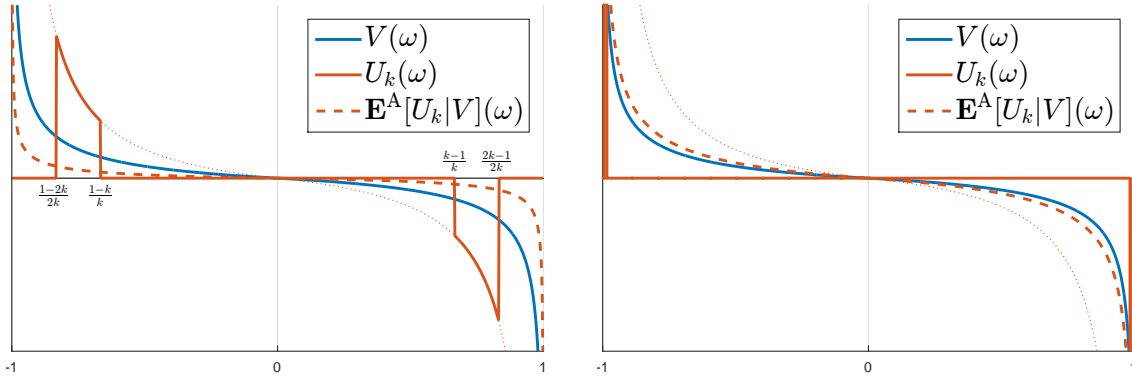 V(ω)
U_k(ω)
E^A[U_k|V](ω)
k-1/k
2k-1/2k
1-2k/2k
1-k/k
-1
0
1
V(ω)
U_k(ω)
E^A[U_k|V](ω)
-1
0
1